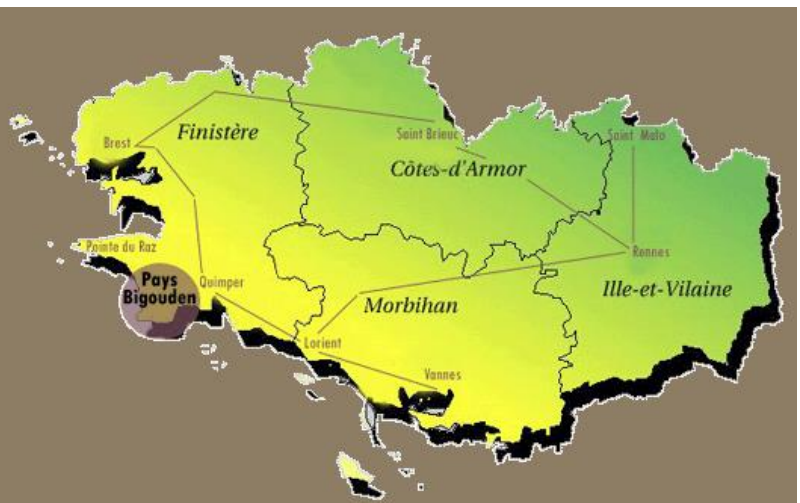 Finistère
Brest
Saint Brieuc
Saint Malo
Côtes-d'Armor
Pointe du Raz
Rennes
Pays
Bigouden
Quimper
Ille-et-Vilaine
Morbihan
Lorient
Vannes